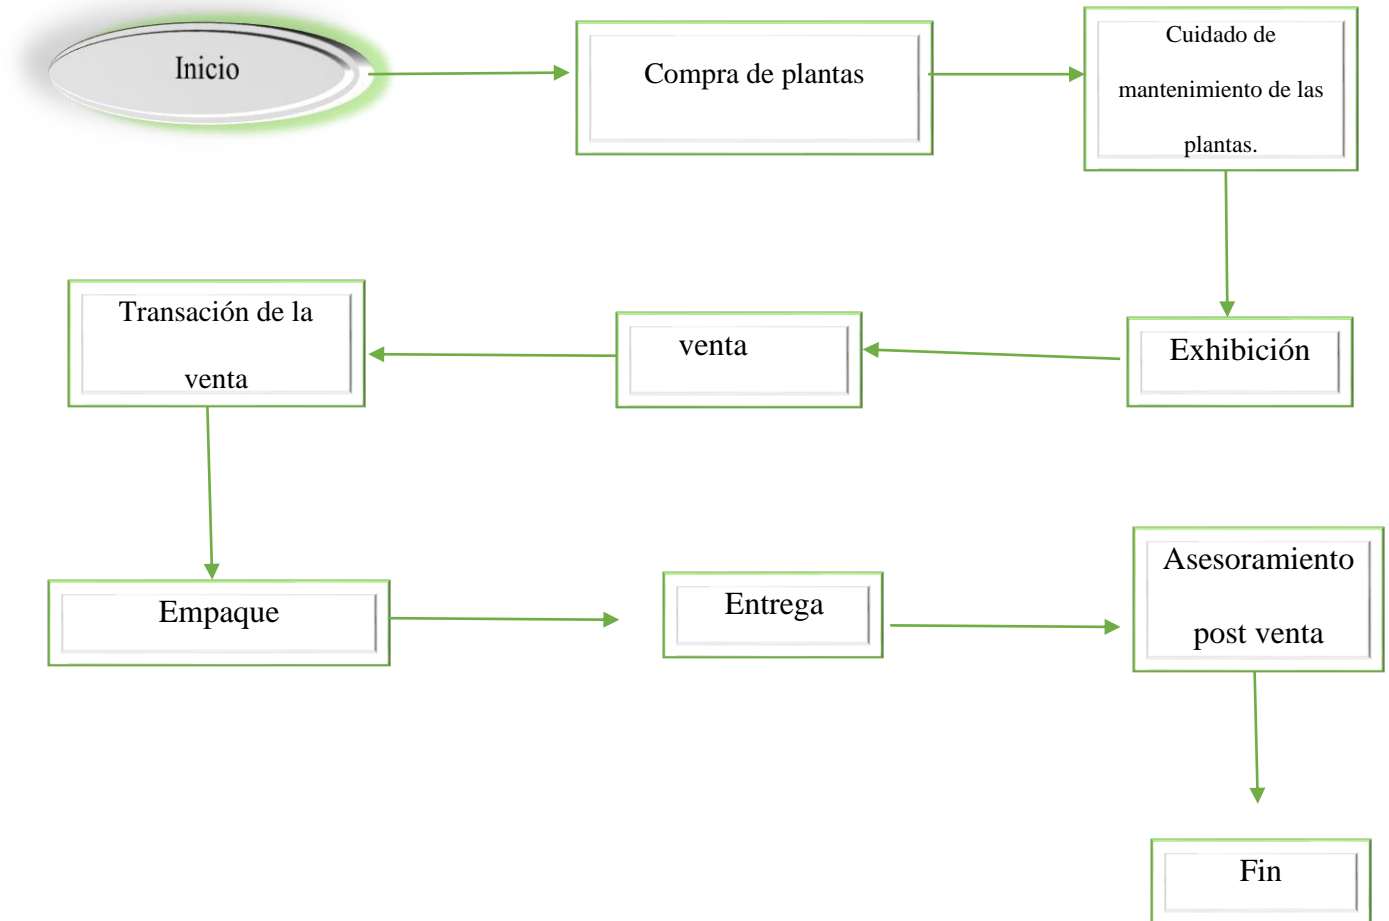 Inicio
Compra de plantas
Cuidado de
mantenimiento de las
plantas.
Exhibición
venta
Transación de la
venta
Empaque
Entrega
Asesoramiento
post venta
Fin